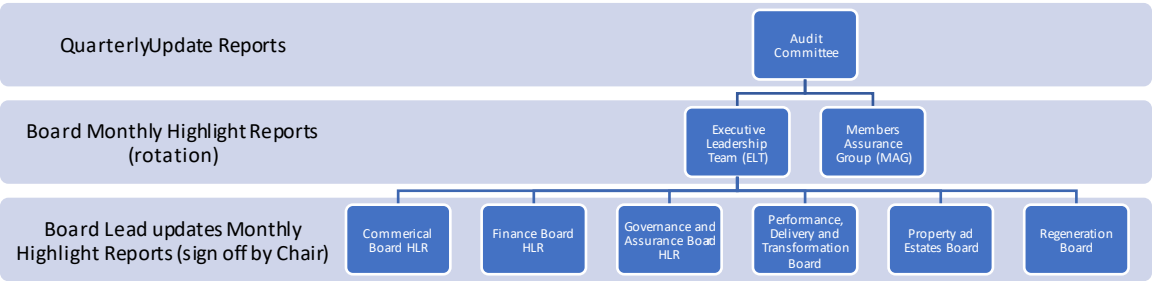 QuarterlyUpdate Reports
Audit
Committee
Board Monthly Highlight Reports
(rotation)
Executive
Leadership
Team (ELT)
Members
Assurance
Group (MAG)
Board Lead updates Monthly
Highlight Reports (sign off by Chair)
Commerical
Board HLR
Finance Board
HLR
Governance and
Assurance Board
HLR
Performance,
Delivery and
Transformation
Board
Property ad
Estates Board
Regeneration
Board